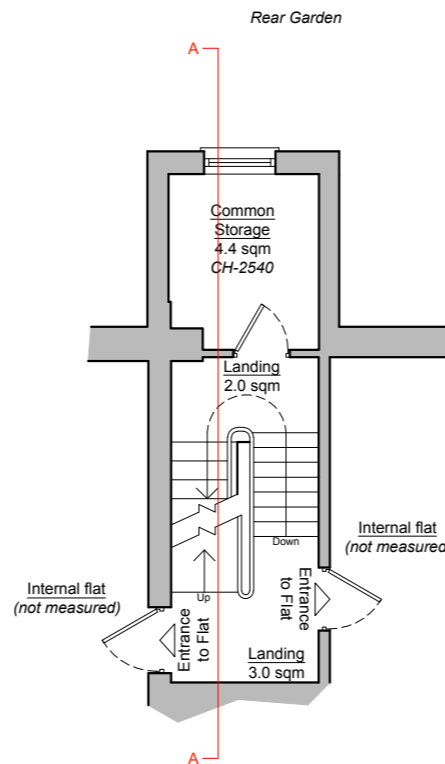 Rear Garden
A
Common
Storage
4.4 sqm
CH-2540
Landing
2.0 sqm
Down
Internal flat
(not measured)
Internal flat
(not measured)
Up
Entrance
to Flat
Entrance
to Flat
Landing
3.0 sqm
A